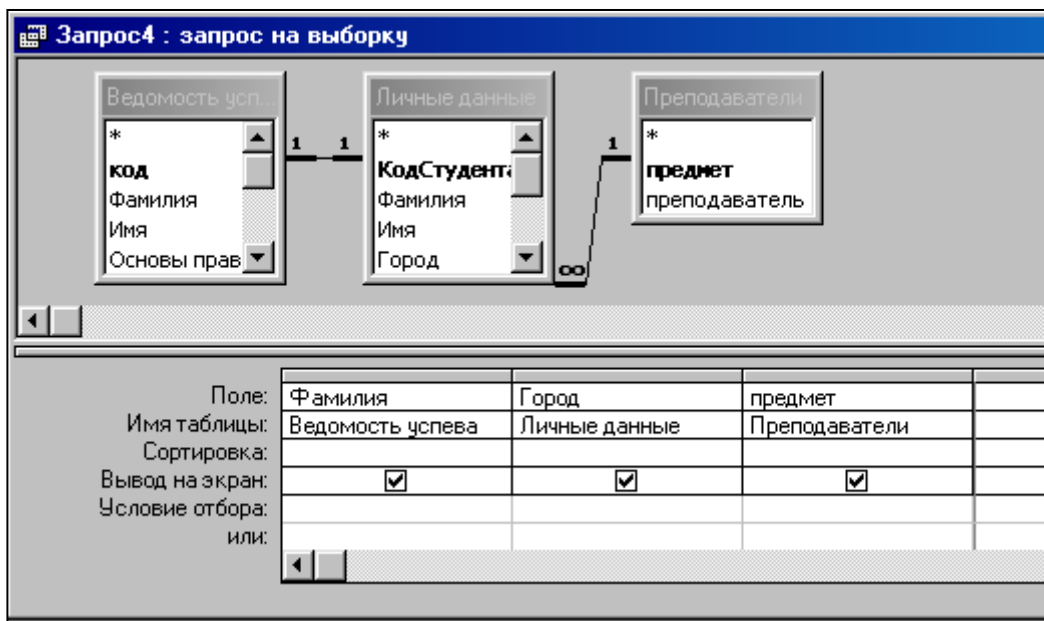 Запрос4 : запрос на выборку
Ведомость усп...
Личные данные
Преподаватели
*
код
Фамилия
Имя
Основы прав
1
1
*
КодСтудента
Фамилия
Имя
Город
∞
1
*
предмет
преподаватель
Поле: Фамилия Город предмет
Имя таблицы: Ведомость успева Личные данные Преподаватели
Сортировка:
Вывод на экран:
Условие отбора:
или: